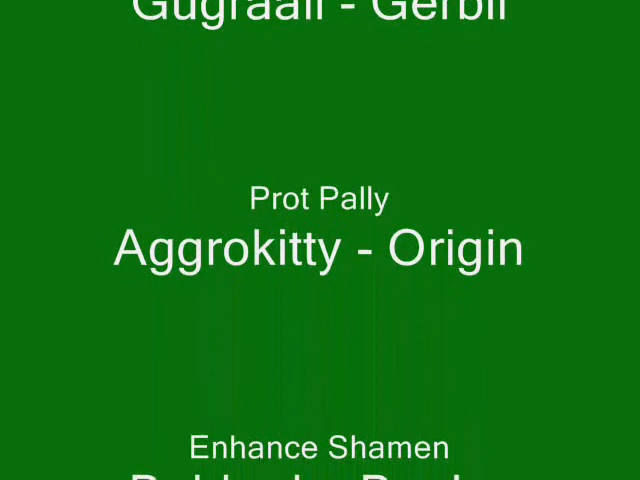 Gugraall - Gerbil
Prot Pally
Aggrokitty - Origin
Enhance Shamen